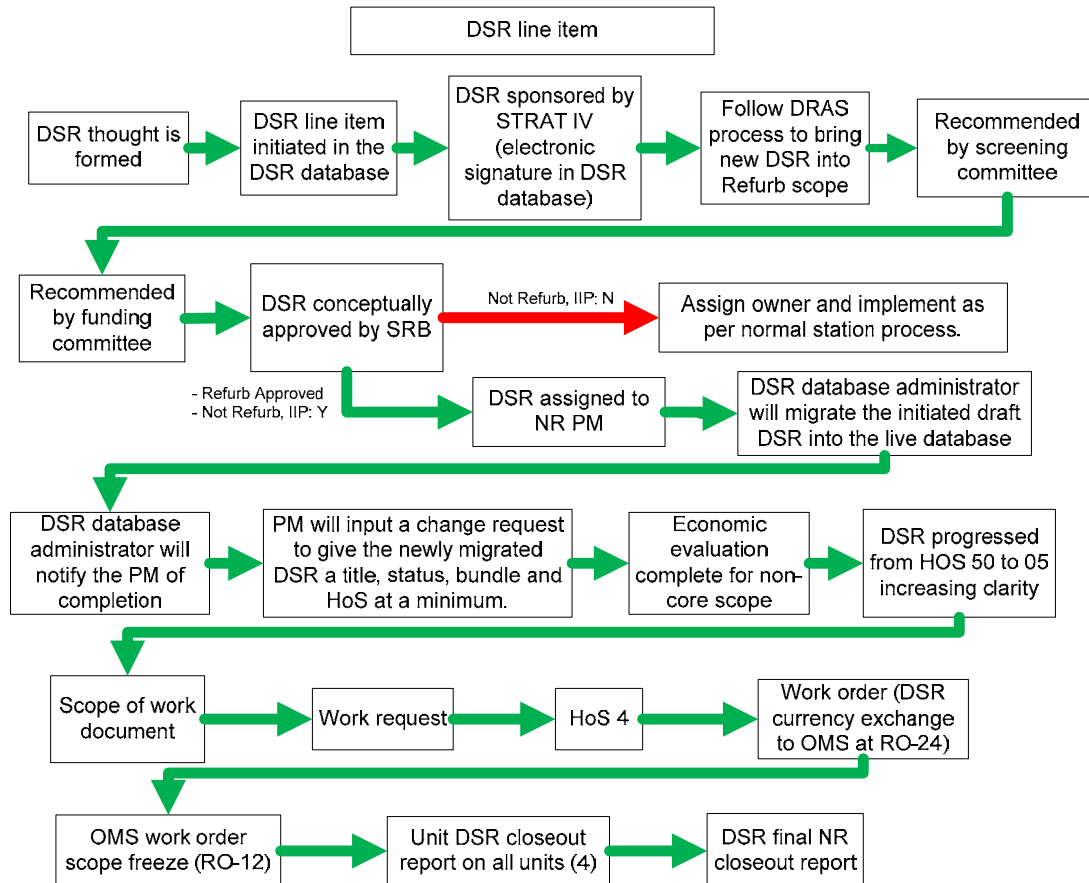 DSR line item
DSR thought is
formed
DSR line item
initiated in the
DSR database
DSR sponsored by
STRAT IV
(electronic
signature in DSR
database)
Follow DRAS
process to bring
new DSR into
Refurb scope
Recommended
by screening
committee
Recommended
by funding
committee
DSR conceptually
approved by SRB
Not Refurb, IIP: N
Assign owner and implement as
per normal station process.
- Refurb Approved
- Not Refurb, IIP: Y
DSR assigned to
NR PM
DSR database administrator
will migrate the initiated draft
DSR into the live database
DSR database
administrator will
notify the PM of
completion
PM will input a change request
to give the newly migrated
DSR a title, status, bundle and
HoS at a minimum.
Economic
evaluation
complete for non-
core scope
DSR progressed
from HOS 50 to 05
increasing clarity
Scope of work
document
Work request
HoS 4
Work order (DSR
currency exchange
to OMS at RO-24)
OMS work order
scope freeze (RO-12)
Unit DSR closeout
report on all units (4)
DSR final NR
closeout report